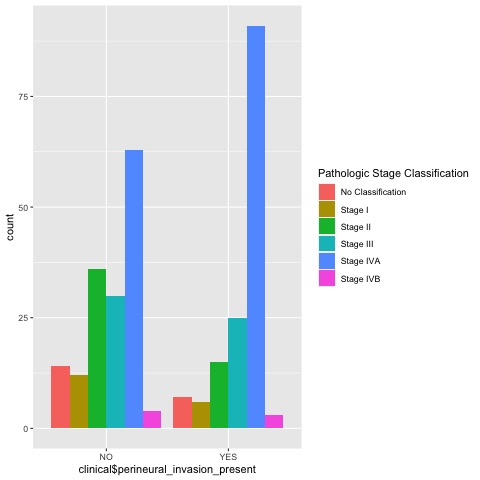 75
50
25
0
count
NO YES
clinical$perineural_invasion_present
Pathologic Stage Classification
No Classification
Stage I
Stage II
Stage III
Stage IVA
Stage IVB